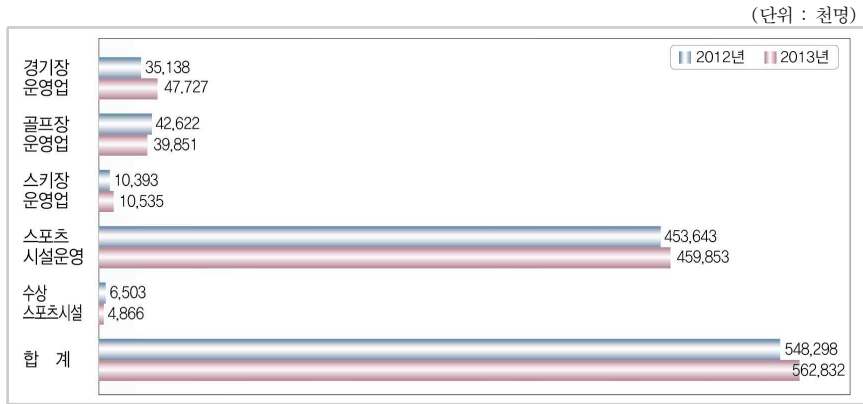 (단위 : 천명)
2012년 2013년
경기장
운영업
35,138
47,727
골프장
운영업
42,622
39,851
스키장
운영업
10,393
10,535
스포츠
시설운영
453,643
459,853
수상
스포츠시설
6,503
4,866
합 계
548,298
562,832